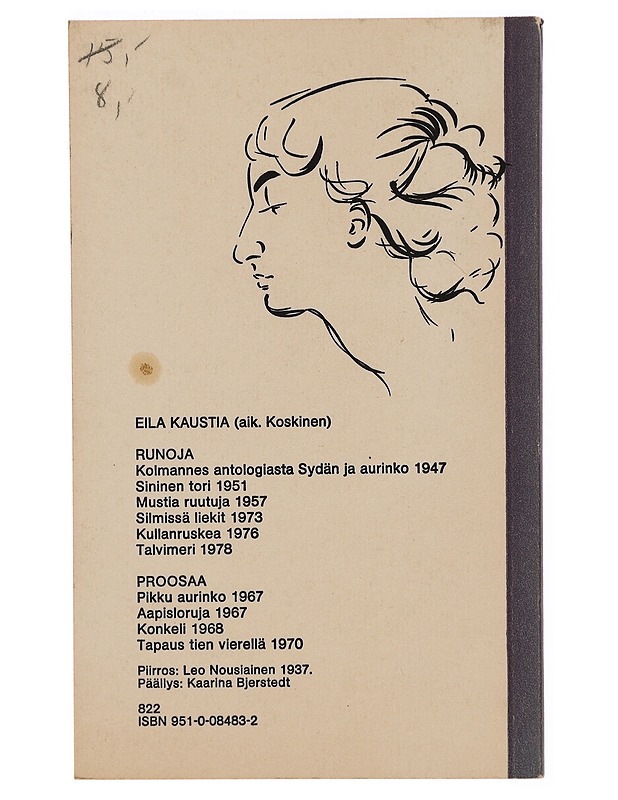 15,-
8,-
EILA KAUSTIA (aik. Koskinen)
RUNOJA
Kolmannes antologiasta Sydän ja aurinko 1947
Sininen tori 1951
Mustia ruutuja 1957
Silmissä liekit 1973
Kullanruskea 1976
Talvimeri 1978
PROOSAA
Pikku aurinko 1967
Aapisloruja 1967
Konkeli 1968
Tapaus tien vierellä 1970
Piirros: Leo Nousiainen 1937.
Päällys: Kaarina Bjerstedt
822
ISBN 951-0-08483-2